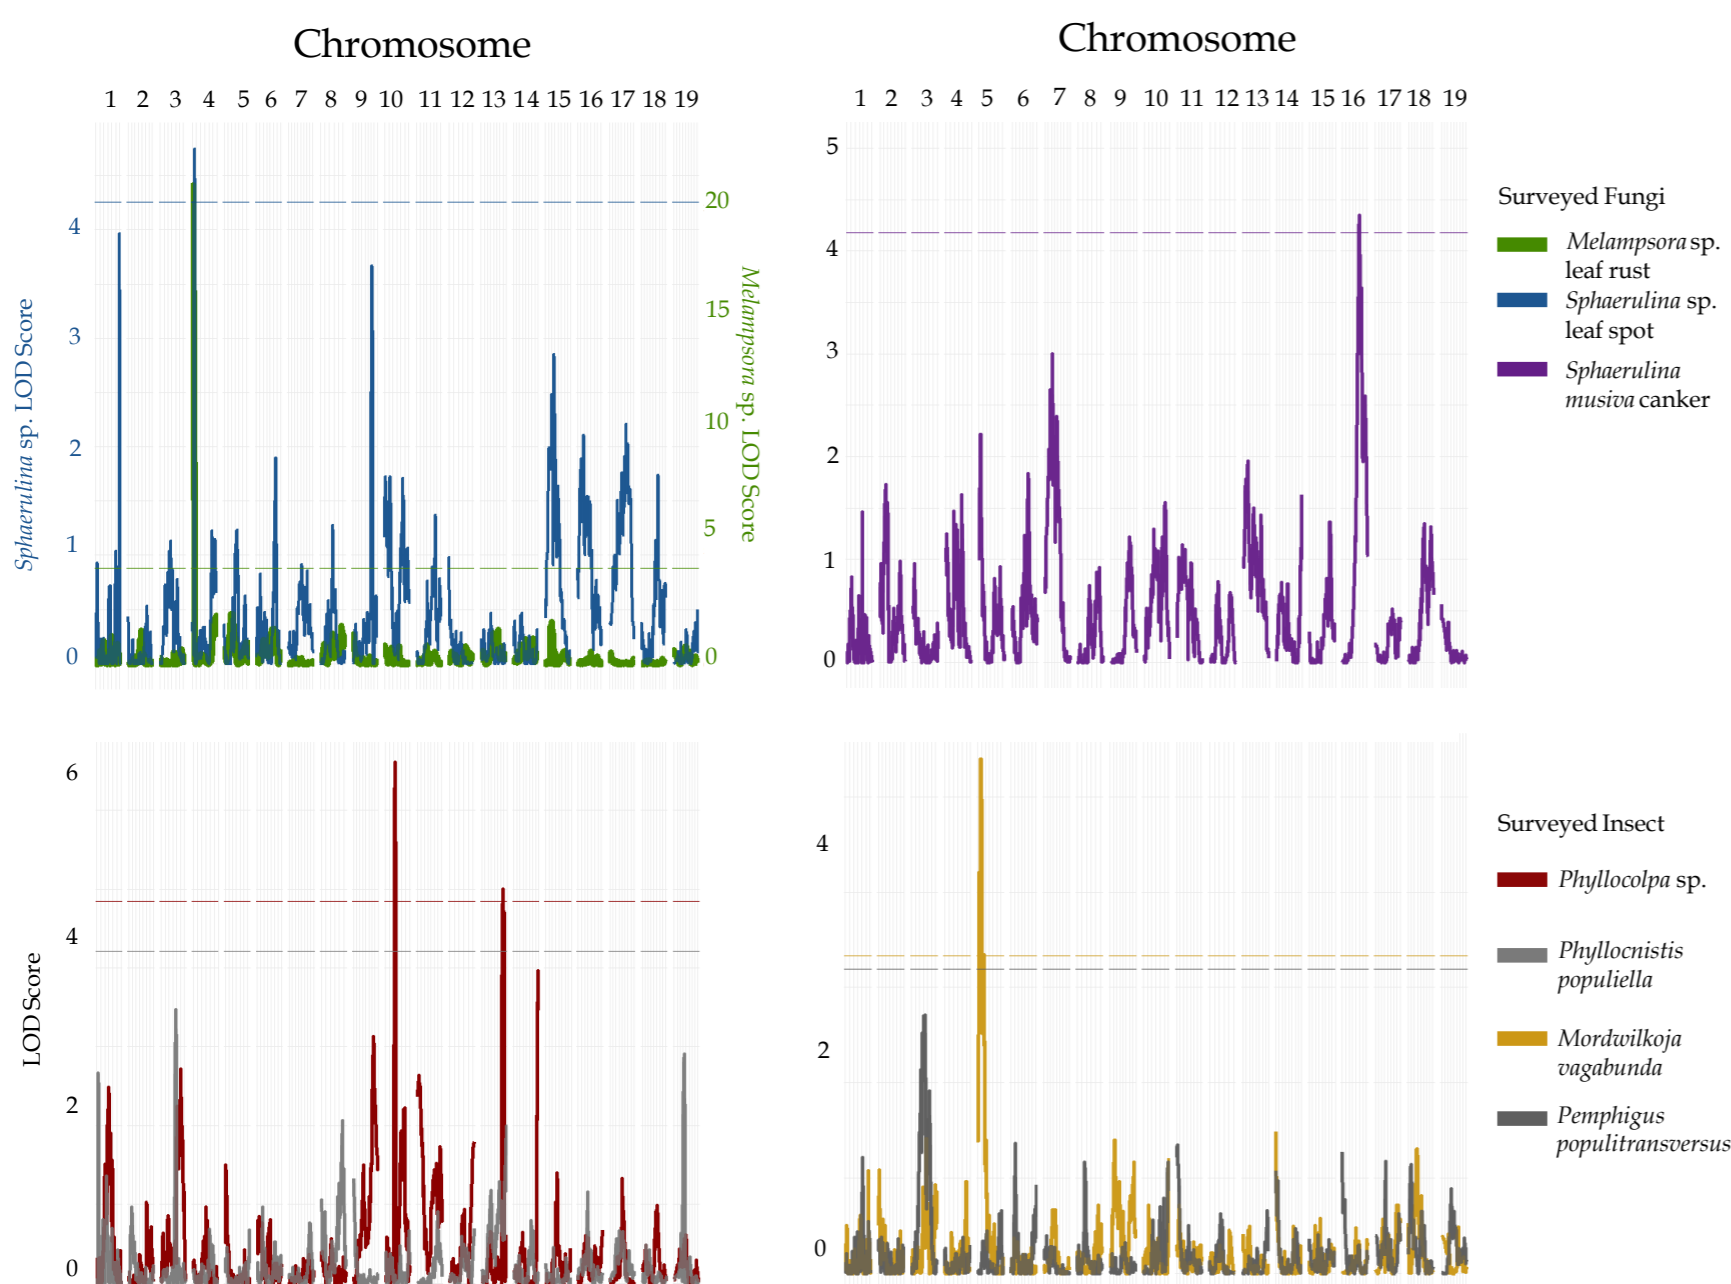 Chromosome
1 2 3 4 5 6 7 8 9 10 11 12 13 14 15 16 17 18 19
Sphaerulina sp. LOD Score
4
3
2
1
0
20
15
10
5
0
Melampsora sp. LOD Score
Chromosome
1 2 3 4 5 6 7 8 9 10 11 12 13 14 15 16 17 18 19
5
4
3
2
1
0
Surveyed Fungi
Melampsora sp.
leaf rust
Sphaerulina sp.
leaf spot
Sphaerulina
musiva canker
LOD Score
6
4
2
0
4
2
0
Surveyed Insect
Phyllocolpa sp.
Phyllocnistis
populiella
Mordwilkoja
vagabunda
Pemphigus
populitransversus